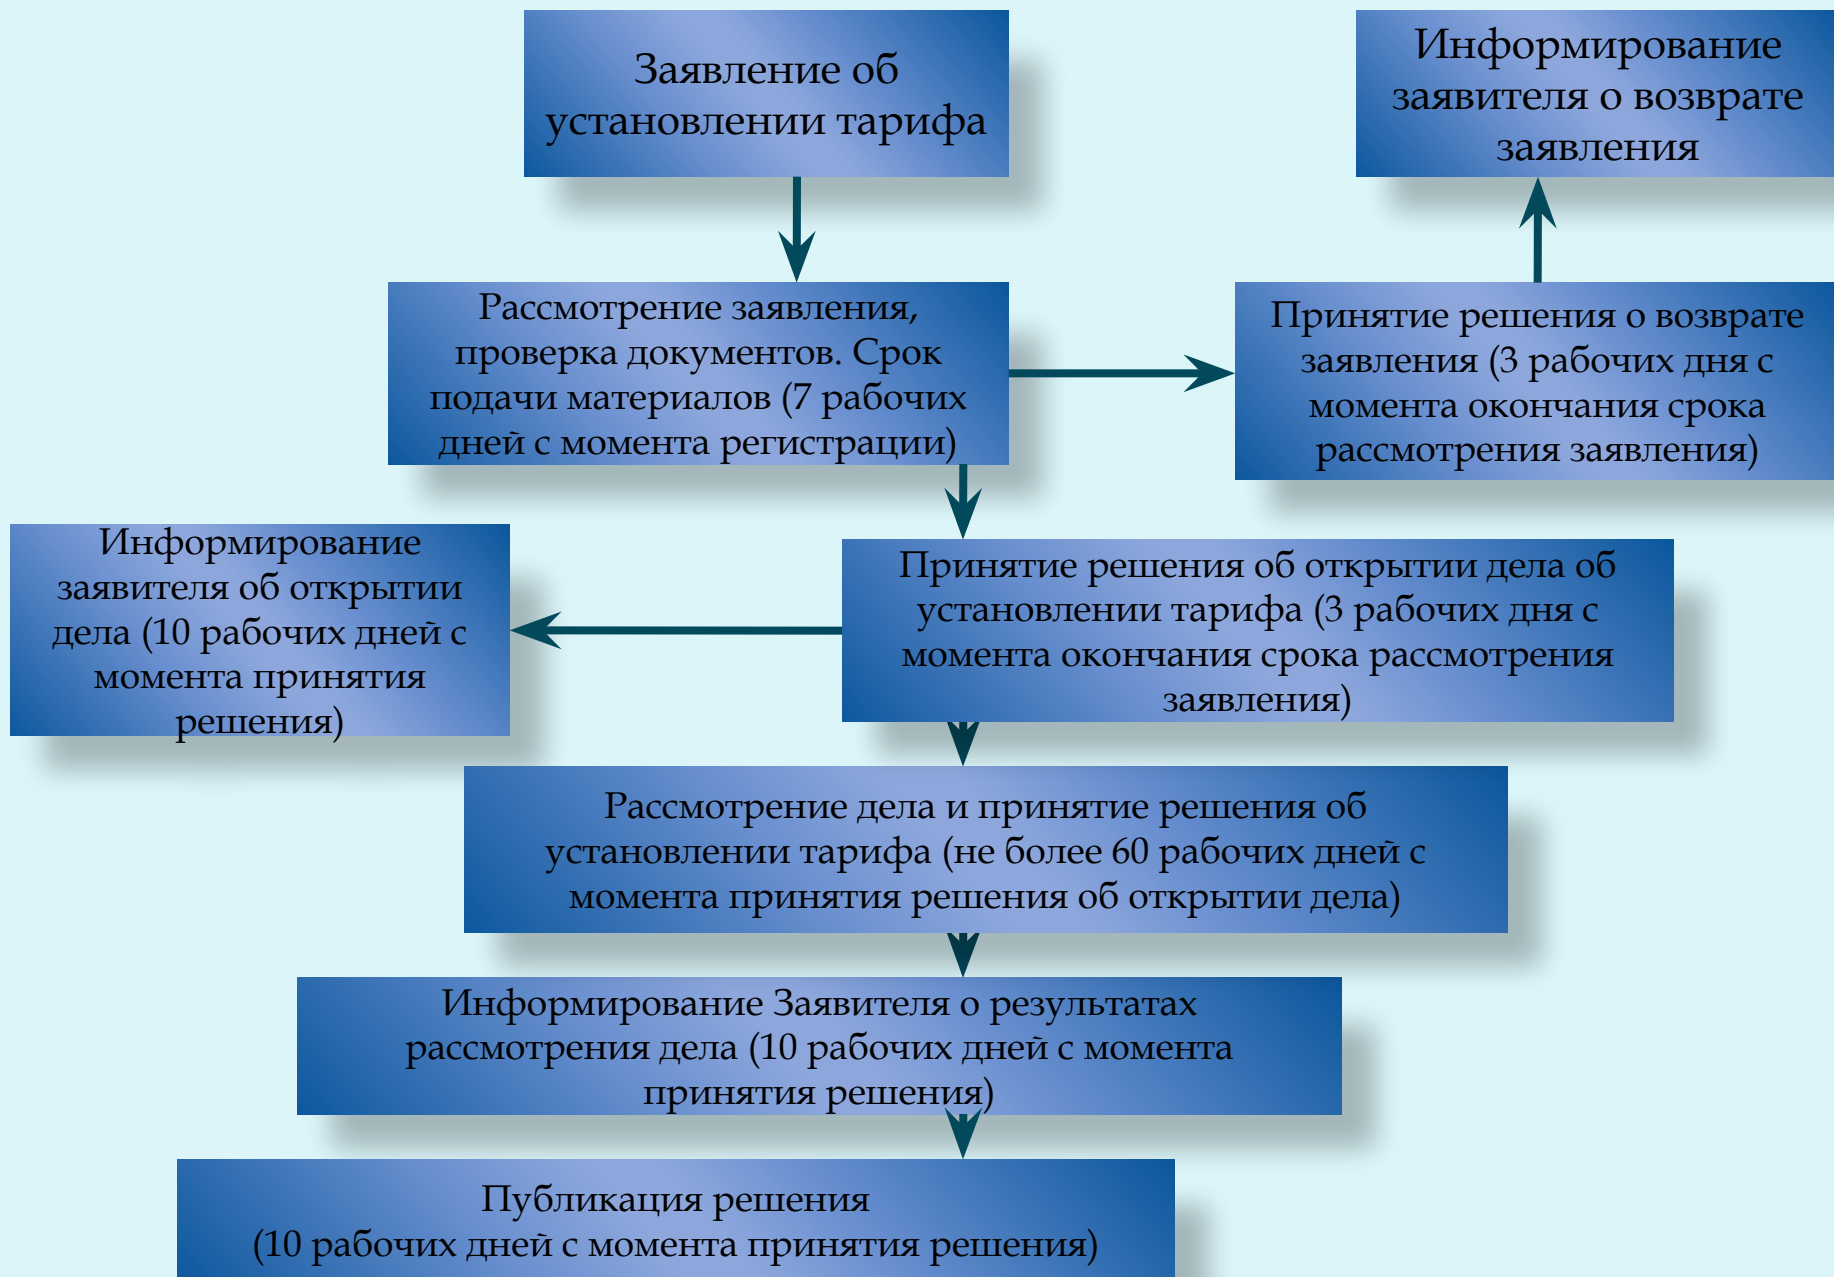 Заявление об
установлении тарифа
Информирование
заявителя о возврате
заявления
Рассмотрение заявления,
проверка документов. Срок
подачи материалов (7 рабочих
дней с момента регистрации)
Принятие решения о возврате
заявления (3 рабочих дня с
момента окончания срока
рассмотрения заявления)
Информирование
заявителя об открытии
дела (10 рабочих дней с
момента принятия
решения)
Принятие решения об открытии дела об
установлении тарифа (3 рабочих дня с
момента окончания срока рассмотрения
заявления)
Рассмотрение дела и принятие решения об
установлении тарифа (не более 60 рабочих дней с
момента принятия решения об открытии дела)
Информирование Заявителя о результатах
рассмотрения дела (10 рабочих дней с момента
принятия решения)
Публикация решения
(10 рабочих дней с момента принятия решения)